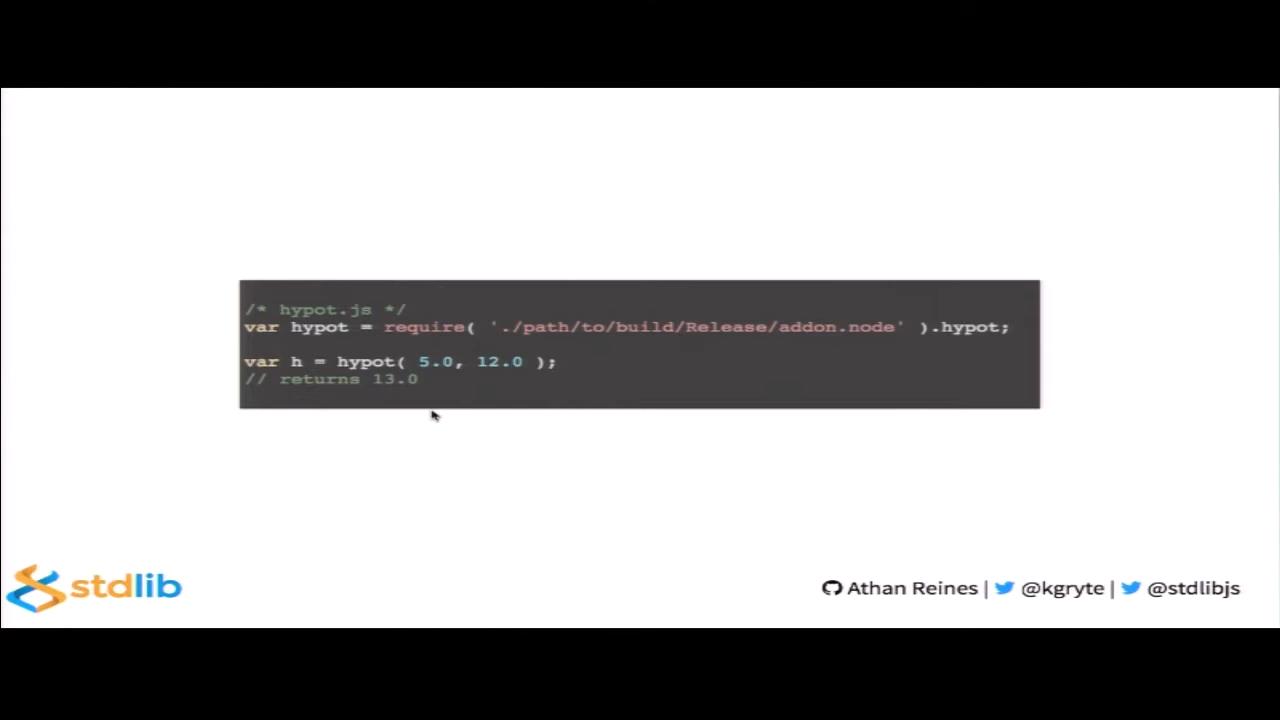 /* hypot.js */
var hypot = require( './path/to/build/Release/addon.node' ).hypot;
var h = hypot( 5.0, 12.0 );
// returns 13.0
stdlib
Athan Reines | @kgryte | @stdlibjs